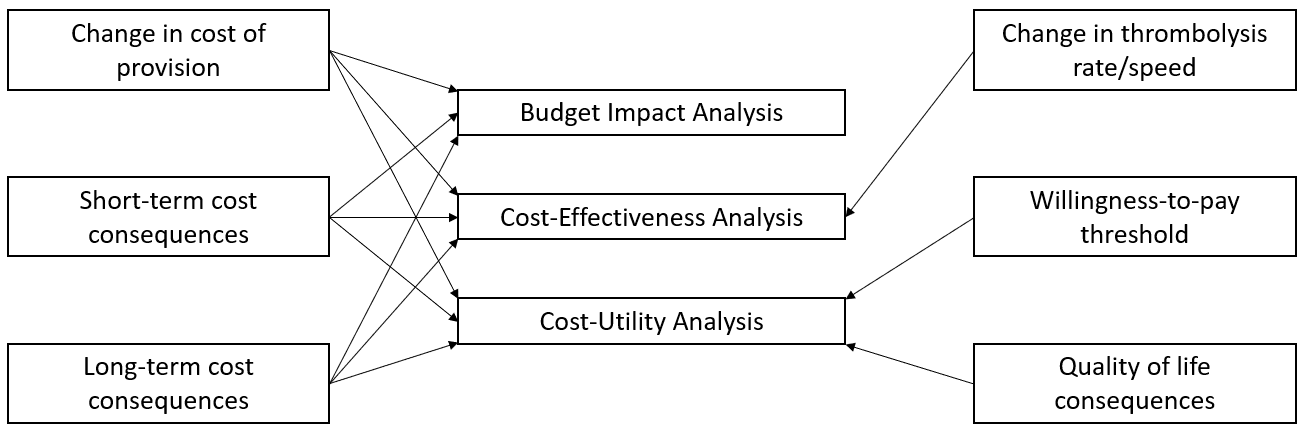 Change in cost of
provision
Short-term cost
consequences
Long-term cost
consequences
Budget Impact Analysis
Cost-Effectiveness Analysis
Cost-Utility Analysis
Change in thrombolysis
rate/speed
Willingness-to-pay
threshold
Quality of life
consequences